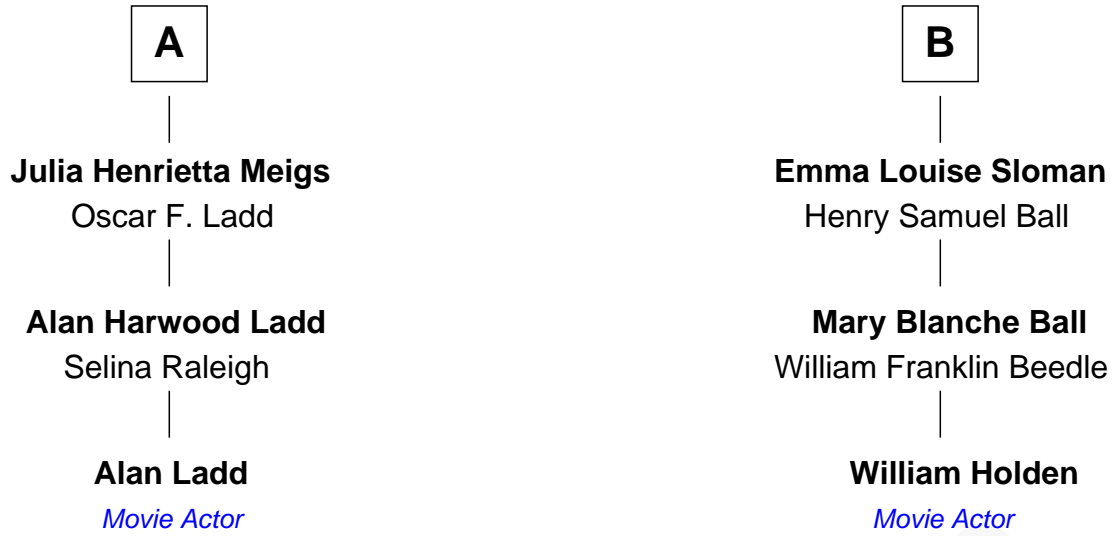 A
B
Julia Henrietta Meigs
Oscar F. Ladd
Emma Louise Sloman
Henry Samuel Ball
Alan Harwood Ladd
Selina Raleigh
Mary Blanche Ball
William Franklin Beedle
Alan Ladd
Movie Actor
William Holden
Movie Actor